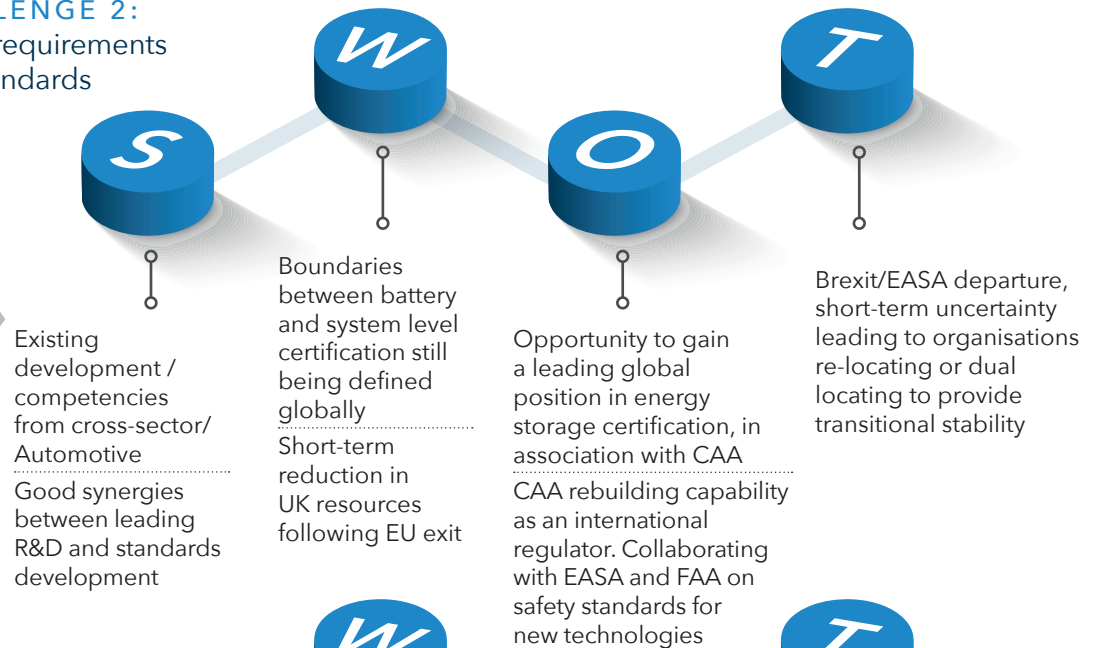 LENGE 2:
requirements
ndards
S
W
O
T
Existing
development /
competencies
from cross-sector/
Automotive
Good synergies
between leading
R&D and standards
development
Boundaries
between battery
and system level
certification still
being defined
globally
Short-term
reduction in
UK resources
following EU exit
Opportunity to gain
a leading global
position in energy
storage certification, in
association with CAA
CAA rebuilding capability
as an international
regulator. Collaborating
with EASA and FAA on
safety standards for
new technologies
Brexit/EASA departure,
short-term uncertainty
leading to organisations
re-locating or dual
locating to provide
transitional stability
W
T